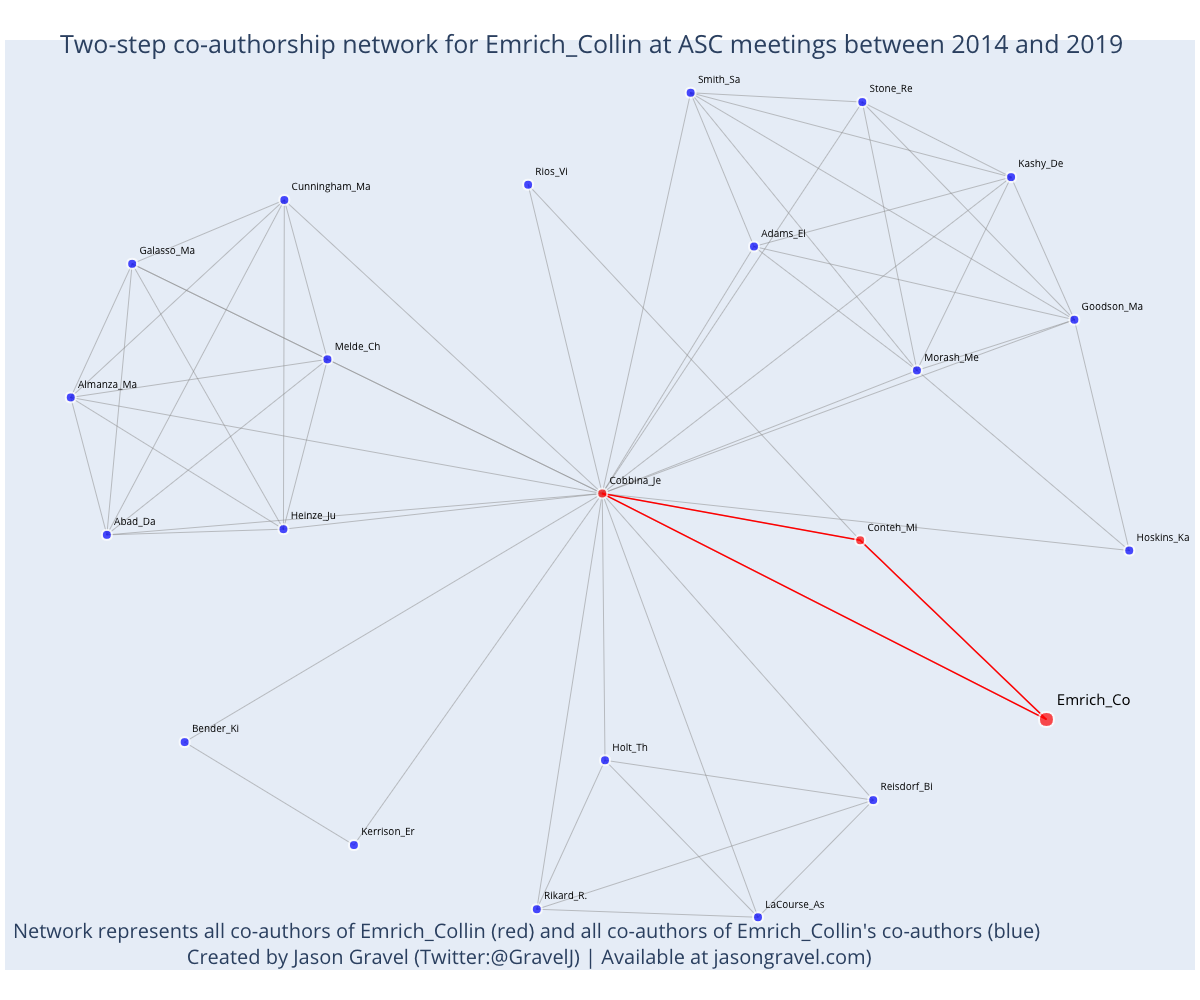 Two-step co-authorship network for Emrich_Collin at ASC meetings between 2014 and 2019
Smith_Sa
Stone_Re
Kashy_De
Rios_Vi
Cunningham_Ma
Adams_El
Galasso_Ma
Goodson_Ma
Melde_Ch
Morash_Me
Almanza_Ma
Cobbina_Je
Heinze_Ju
Abad_Da
Conteh_Mi
Hoskins_Ka
Emrich_Co
Bender_Ki
Holt_Th
Reisdorf_Bi
Kerrison_Er
Rikard_R.
LaCourse_As
Network represents all co-authors of Emrich_Collin (red) and all co-authors of Emrich_Collin's co-authors (blue)
Created by Jason Gravel (Twitter:@GravelJ) | Available at jasongravel.com)